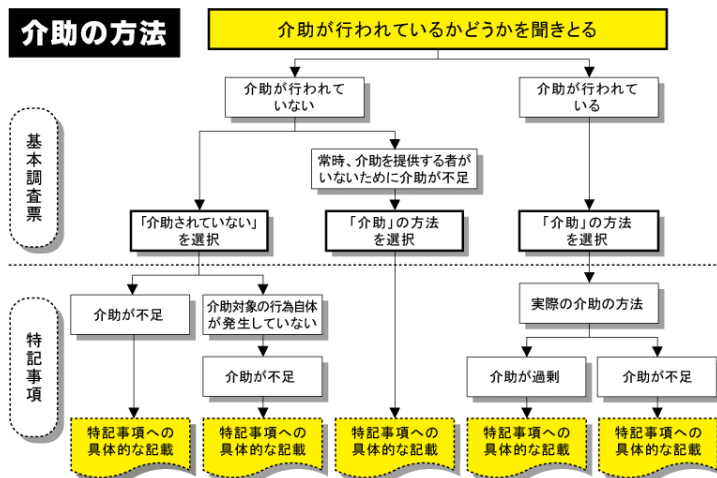 介助の方法
介助が行われているかどうかを聞きとる
介助が行われて
いない
介助が行われて
いる
基本調査票
常時、介助を提供する者が
いないために介助が不足
「介助されていない」
を選択
「介助」の方法
を選択
「介助」の方法
を選択
特記事項
介助が不足
介助対象の行為自体
が発生していない
実際の介助の方法
介助が不足
介助が過剰
介助が不足
特記事項への
具体的な記載
特記事項への
具体的な記載
特記事項への
具体的な記載
特記事項への
具体的な記載
特記事項への
具体的な記載